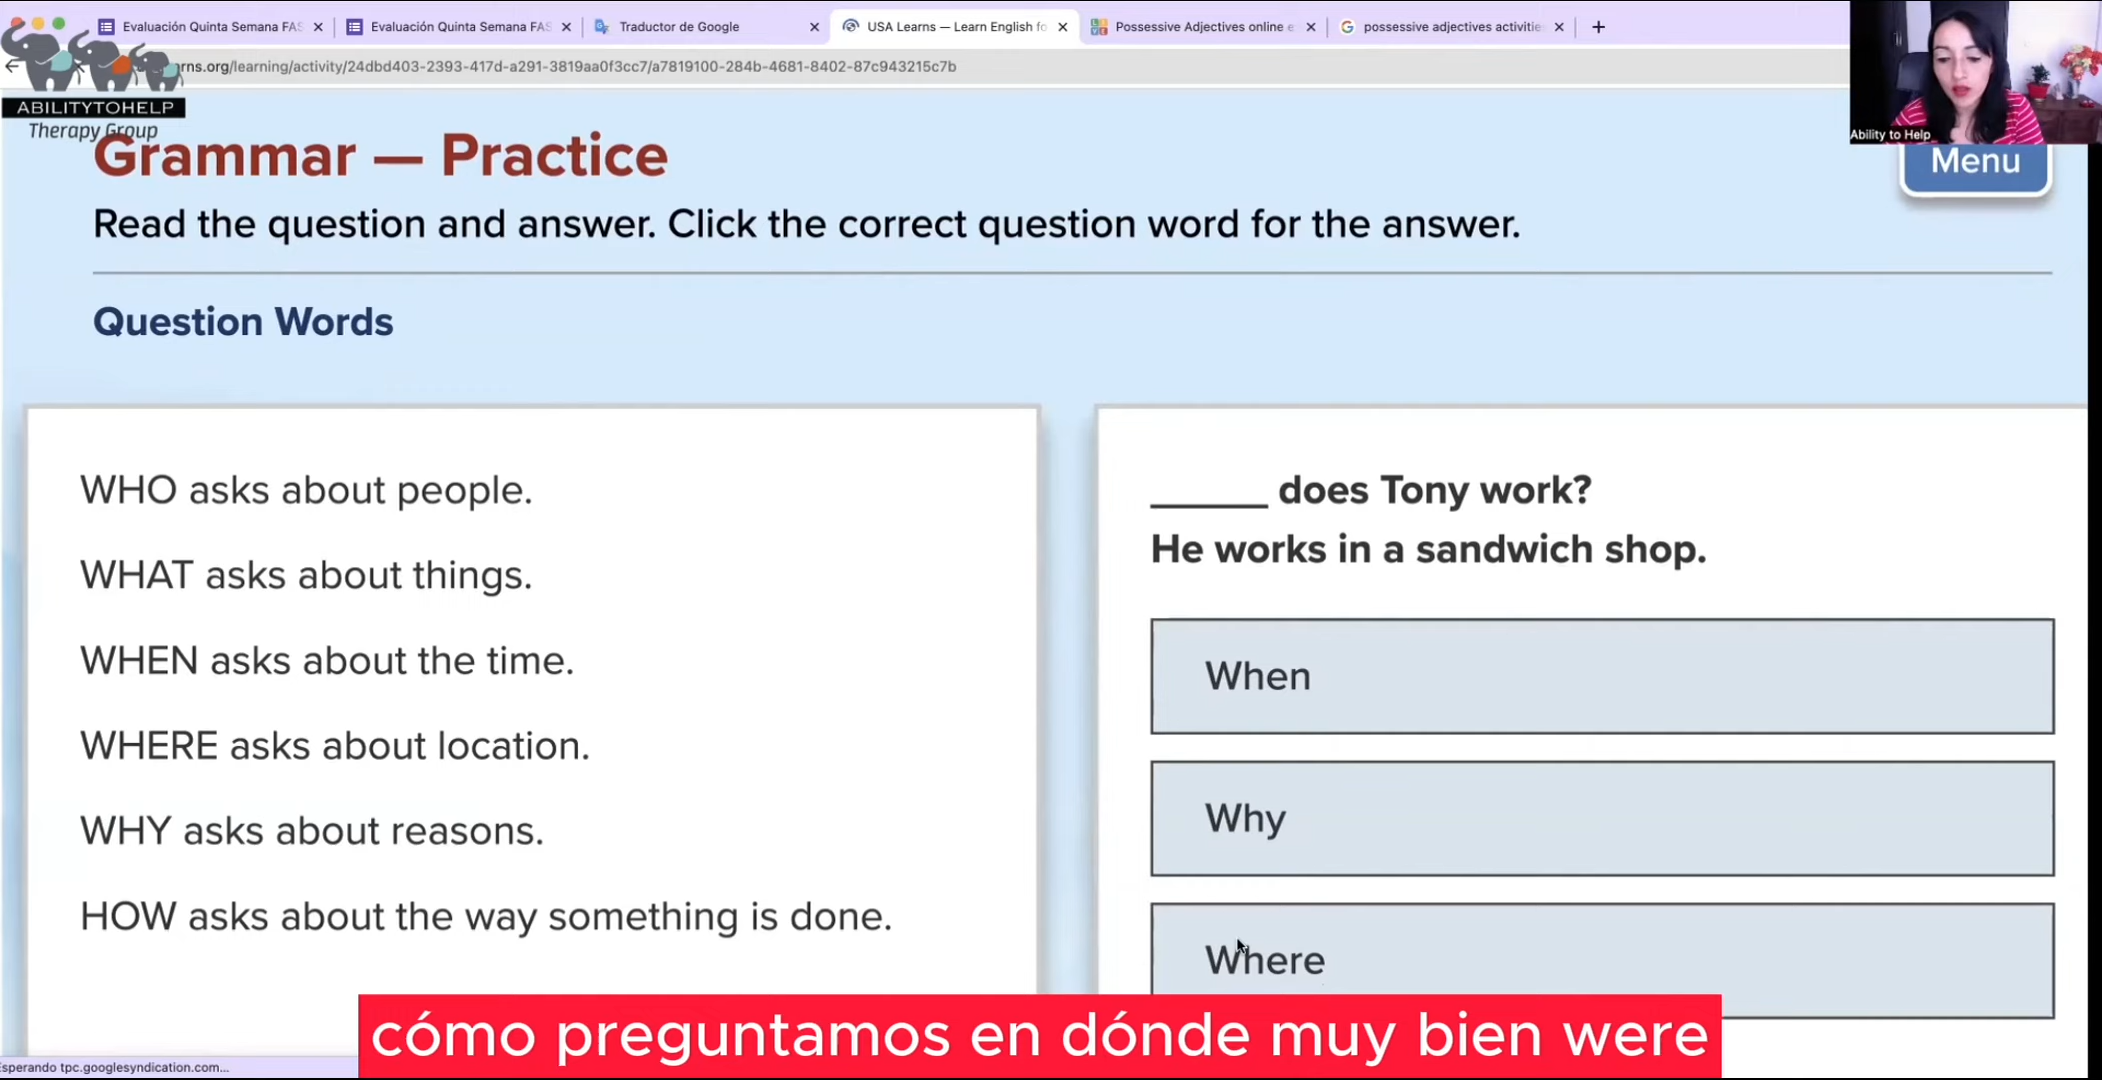 Evaluación Quinta Semana FAS
Evaluación Quinta Semana FAS
Traductor de Google
USA Learns — Learn English fo
Possessive Adjectives online e
possessive adjectives activitie
rns.org/learning/activity/24dbd403-2393-417d-a291-3819aa0f3cc7/a7819100-284b-4681-8402-87c943215c7b
ABILITYTOHELP
Therapy Group
Ability to Help
Menu
Grammar — Practice
Read the question and answer. Click the correct question word for the answer.
Question Words
WHO asks about people.
WHAT asks about things.
WHEN asks about the time.
WHERE asks about location.
WHY asks about reasons.
HOW asks about the way something is done.
______ does Tony work?
He works in a sandwich shop.
When
Why
Where
cómo preguntamos en dónde muy bien were
sperando tpc.googlesyndication.com...